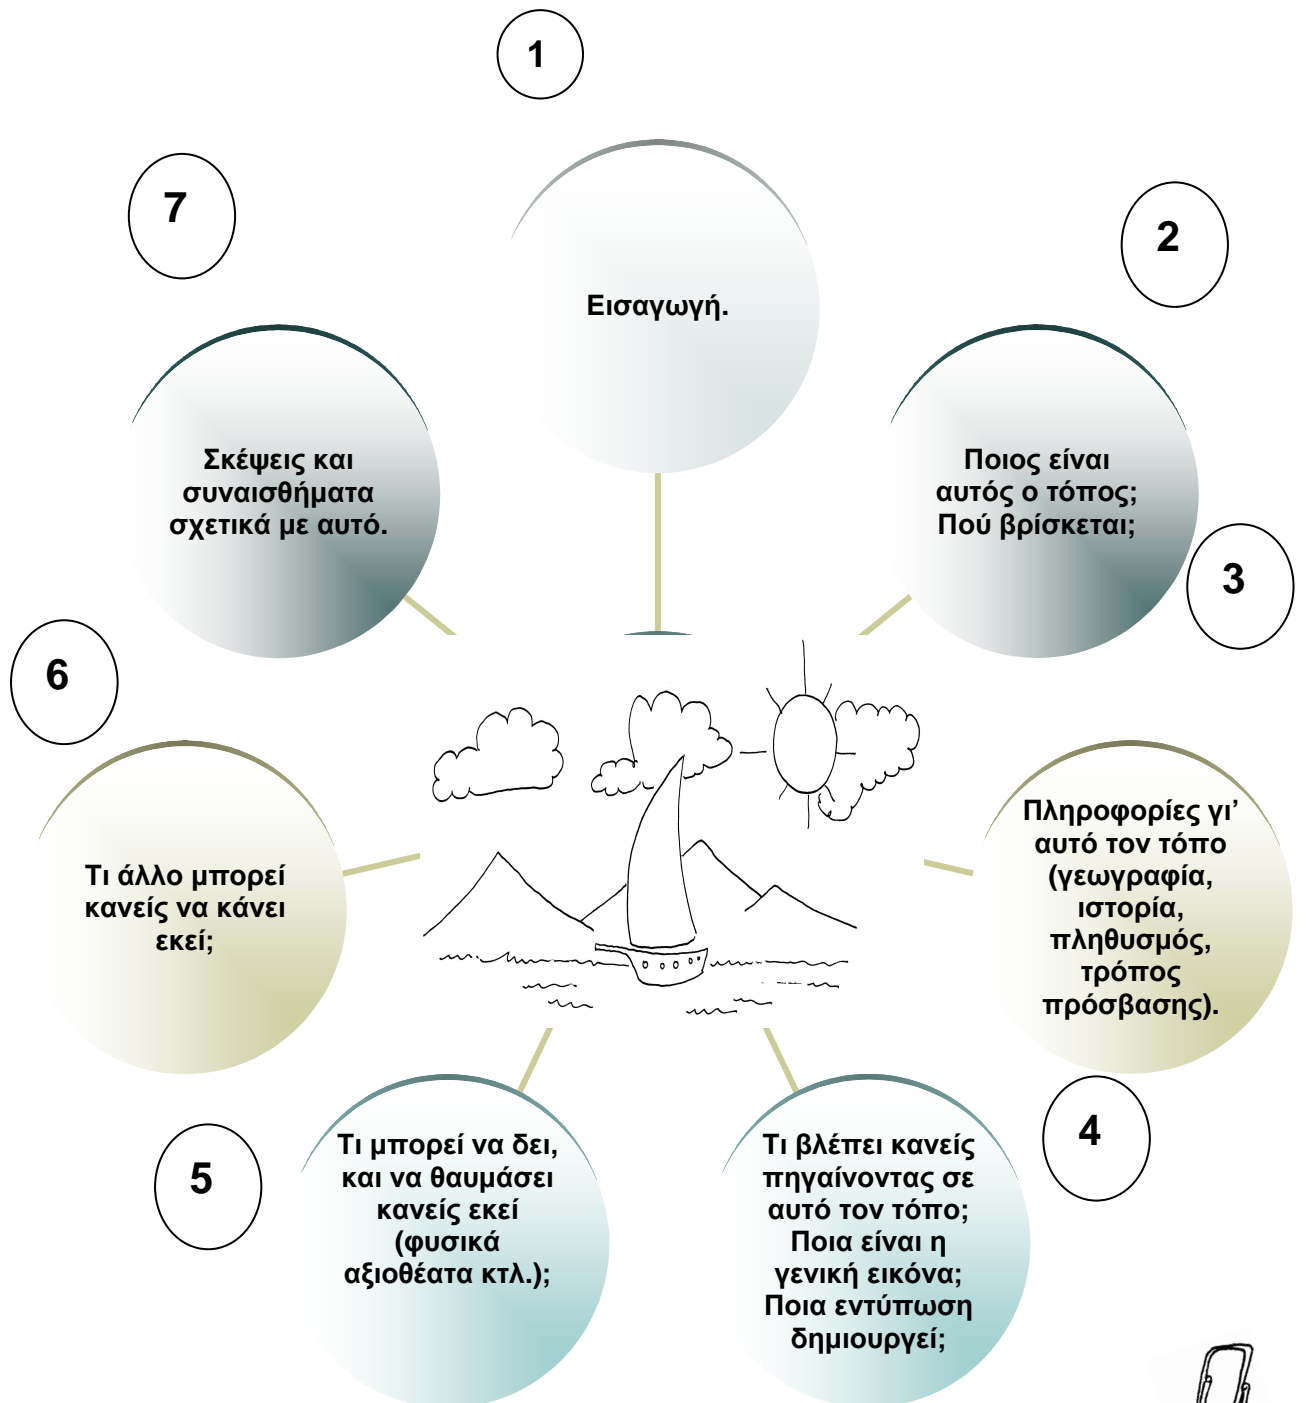 1
Εισαγωγή.
2
Ποιος είναι
αυτός ο τόπος;
Πού βρίσκεται;
3
Πληροφορίες γι’
αυτό τον τόπο
(γεωγραφία,
ιστορία,
πληθυσμός,
τρόπος
πρόσβασης).
4
Τι βλέπει κανείς
πηγαίνοντας σε
αυτό τον τόπο;
Ποια είναι η
γενική εικόνα;
Ποια εντύπωση
δημιουργεί;
5
Τι μπορεί να δει,
και να θαυμάσει
κανείς εκεί
(φυσικά
αξιοθέατα κτλ.);
6
Τι άλλο μπορεί
κανείς να κάνει
εκεί;
7
Σκέψεις και
συναισθήματα
σχετικά με αυτό.